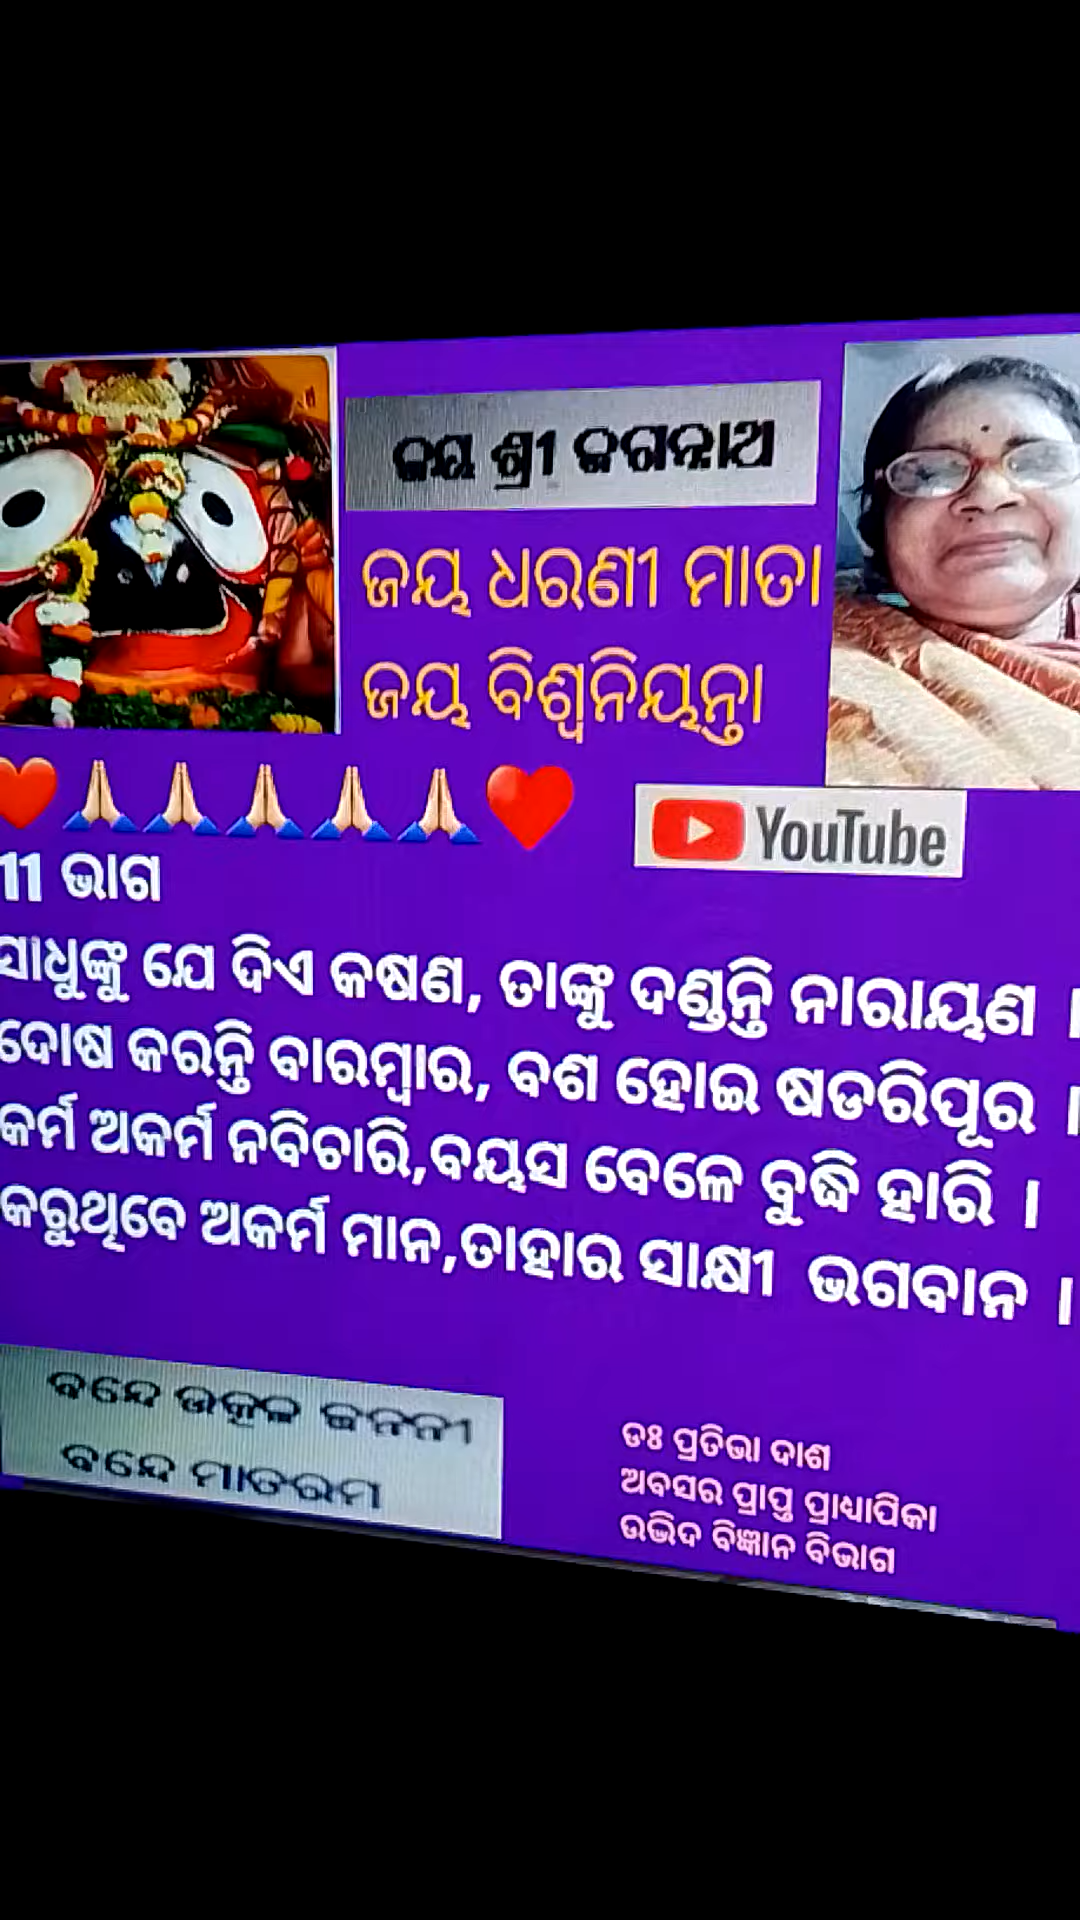 ଜୟ ଶ୍ରୀ ଜଗନ୍ନାଥ
ଜୟ ଧରଣୀ ମାତା
ଜୟ ବିଶ୍ୱନିୟନ୍ତା
YouTube
ଭାଗ
ସାଧୁଙ୍କୁ ଯେ ଦିଏ କଷଣ, ତାଙ୍କୁ ଦଣ୍ଡନ୍ତି ନାରାୟଣ ।
ଦୋଷ କରନ୍ତି ବାରମ୍ବାର, ବଶ ହୋଇ ଷଡରିପୂର ।
କର୍ମ ଅକର୍ମ ନବିଚାରି,ବୟସ ବେଳେ ବୁଦ୍ଧି ହାରି ।
କରୁଥିବେ ଅକର୍ମ ମାନ,ତାହାର ସାକ୍ଷୀ ଭଗବାନ ।
ବନ୍ଦେ ଉତ୍କଳ ଜନନୀ
ବନ୍ଦେ ମାତରମ
ଡଃ ପ୍ରତିଭା ଦାଶ
ଅବସର ପ୍ରାପ୍ତ ପ୍ରାଧ୍ୟାପିକା
ଉଦ୍ଭିଦ ବିଜ୍ଞାନ ବିଭାଗ